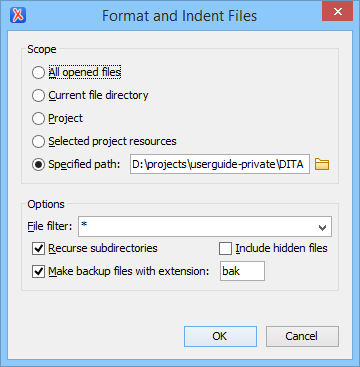 Format and Indent Files
Scope
All opened files
Current file directory
Project
Selected project resources
Specified path: D:\projects\userguide-private\DITA
Options
File filter: *
Recurse subdirectories Include hidden files
Make backup files with extension: bak
OK Cancel